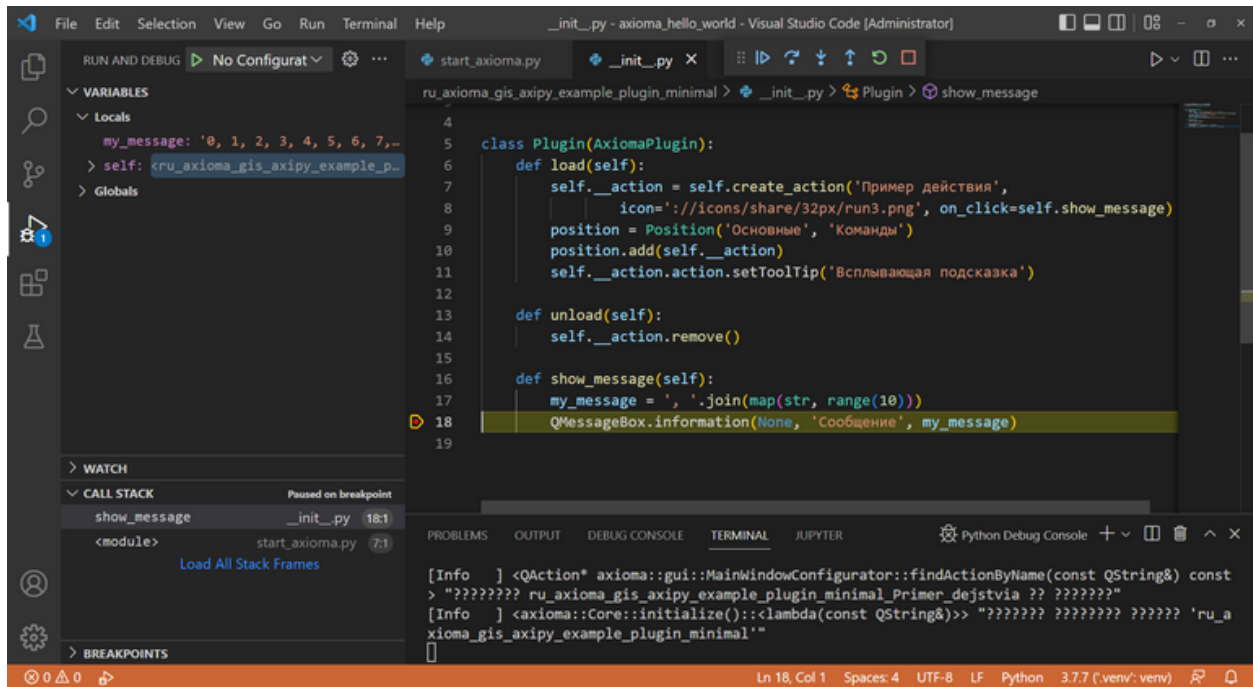 File Edit Selection View Go Run Terminal Help __init__.py - axioma_hello_world - Visual Studio Code [Administrator]
RUN AND DEBUG No Configurat
VARIABLES
Locals
my_message: '0, 1, 2, 3, 4, 5, 6, 7,…
self: <ru_axioma_gis_axipy_example_p…
Globals
WATCH
CALL STACK Paused on breakpoint
show_message __init__.py 18:1
<module> start_axioma.py 7:1
Load All Stack Frames
BREAKPOINTS
1
start_axioma.py __init__.py
ru_axioma_gis_axipy_example_plugin_minimal > __init__.py > Plugin > show_message
4
5 class Plugin(AxiomaPlugin):
6 def load(self):
7 self.__action = self.create_action('Пример действия',
8 icon='://icons/share/32px/run3.png', on_click=self.show_message)
9 position = Position('Основные', 'Команды')
10 position.add(self.__action)
11 self.__action.action.setToolTip('Всплывающая подсказка')
12
13 def unload(self):
14 self.__action.remove()
15
16 def show_message(self):
17 my_message = ', '.join(map(str, range(10)))
18 QMessageBox.information(None, 'Сообщение', my_message)
19
PROBLEMS OUTPUT DEBUG CONSOLE TERMINAL JUPYTER Python Debug Console
[Info ] <QAction* axioma::gui::MainWindowConfigurator::findActionByName(const QString&) const
> "???????? ru_axioma_gis_axipy_example_plugin_minimal_Primer_dejstvia ?? ???????"
[Info ] <axioma::Core::initialize()::<lambda(const QString&)>> "??????? ???????? ?????? 'ru_a
xioma_gis_axipy_example_plugin_minimal'"
0 0 Ln 18, Col 1 Spaces: 4 UTF-8 LF Python 3.7.7 ('.venv': venv)